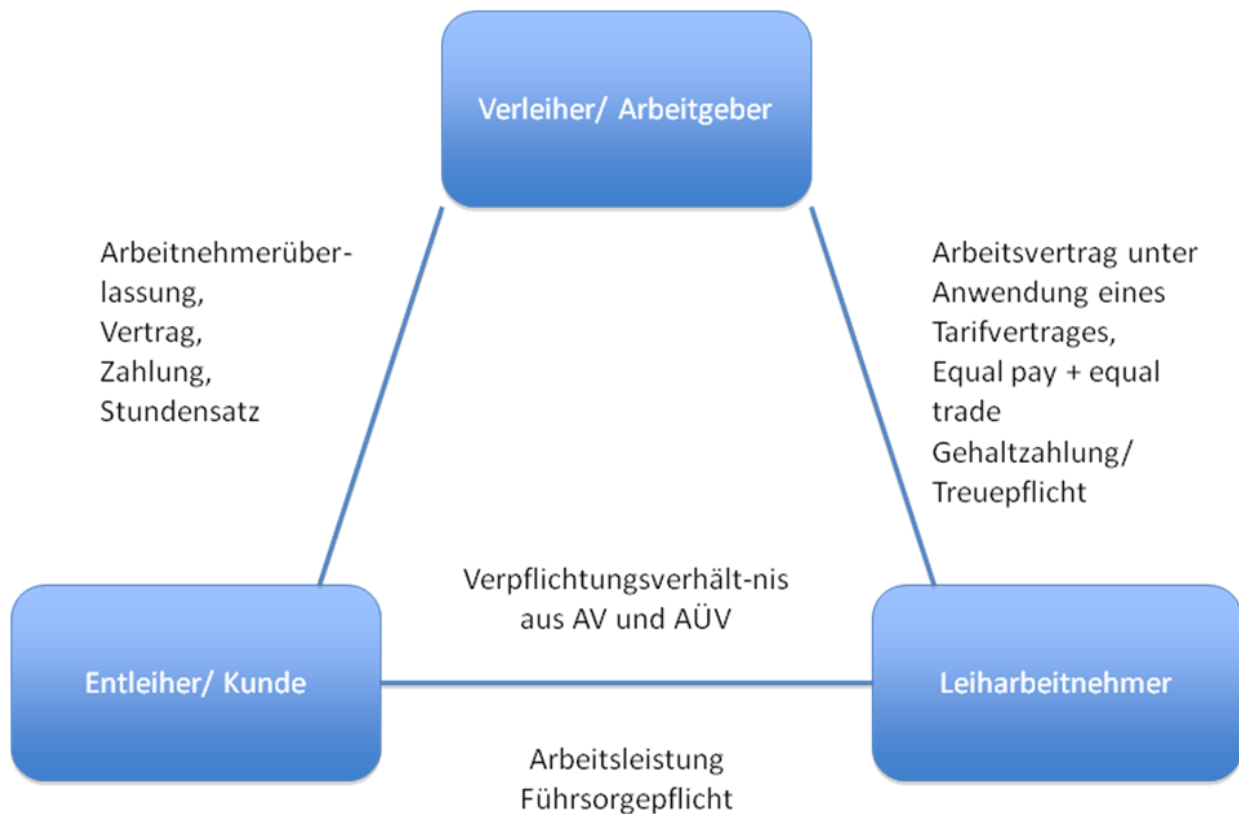 Verleiher/ Arbeitgeber
Arbeitnehmerüber-
lassung,
Vertrag,
Zahlung,
Stundensatz
Arbeitsvertrag unter
Anwendung eines
Tarifvertrages,
Equal pay + equal
trade
Gehaltzahlung/
Treuepflicht
Verpflichtungsverhält-nis
aus AV und AÜV
Entleiher/ Kunde
Leiharbeitnehmer
Arbeitsleistung
Führsorgepflicht